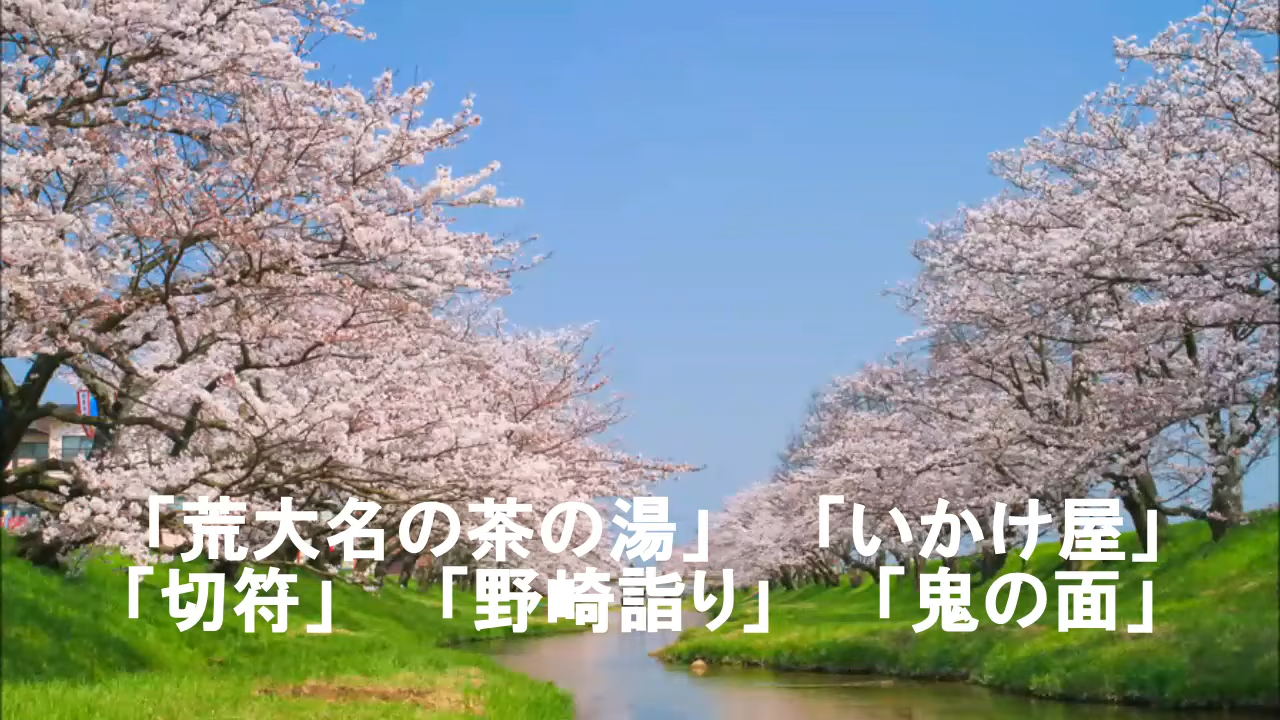 「荒大名の茶の湯」　「いかけ屋」
「切符」　「野崎詣り」　「鬼の面」